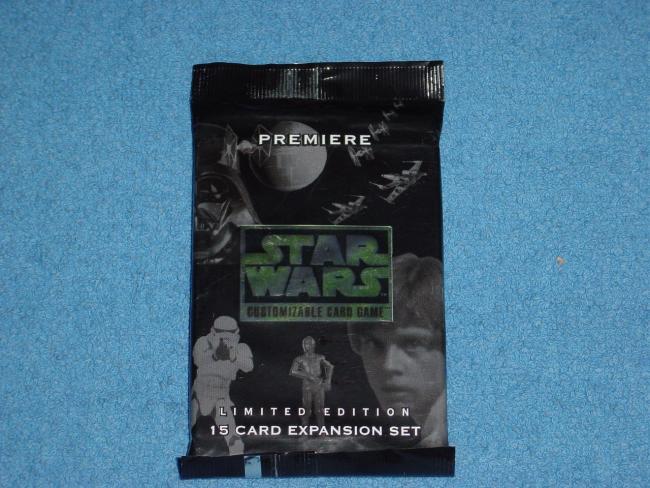 PREMIERE
STAR
WARS
CUSTOMIZABLE CARD GAME
LIMITED EDITION
15 CARD EXPANSION SET